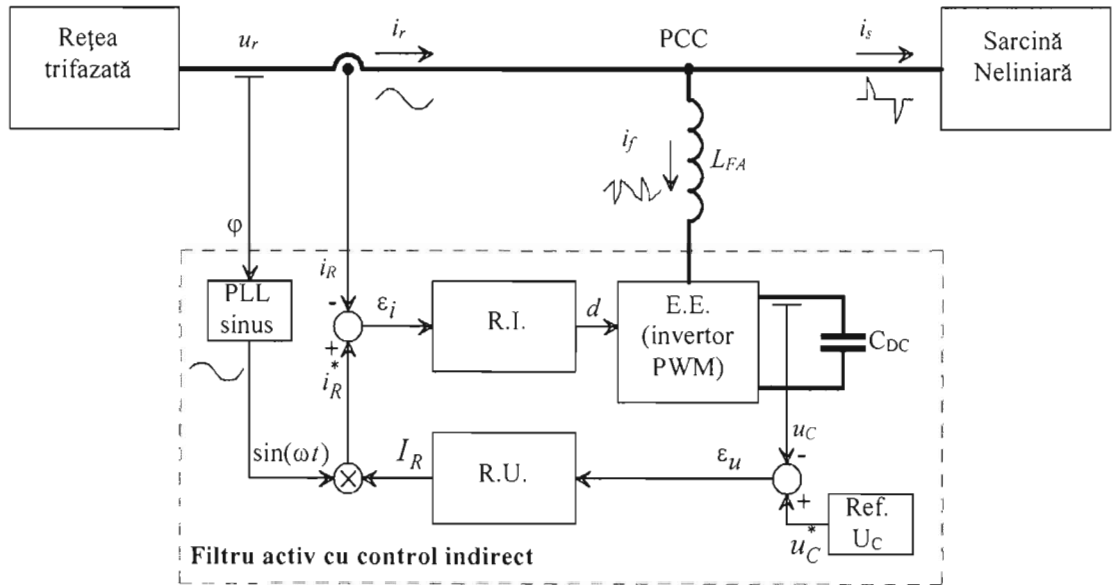 Reţea
trifazată
u_r
i_r
PCC
i_s
Sarcină
Neliniară
i_f
L_FA
φ
i_R
PLL
sinus
-
ε_i
+
i_R^*
R.I.
d
E.E.
(invertor
PWM)
C_DC
sin(ωt)
I_R
R.U.
ε_u
u_C
-
+
u_C^*
Ref.
U_C
Filtru activ cu control indirect